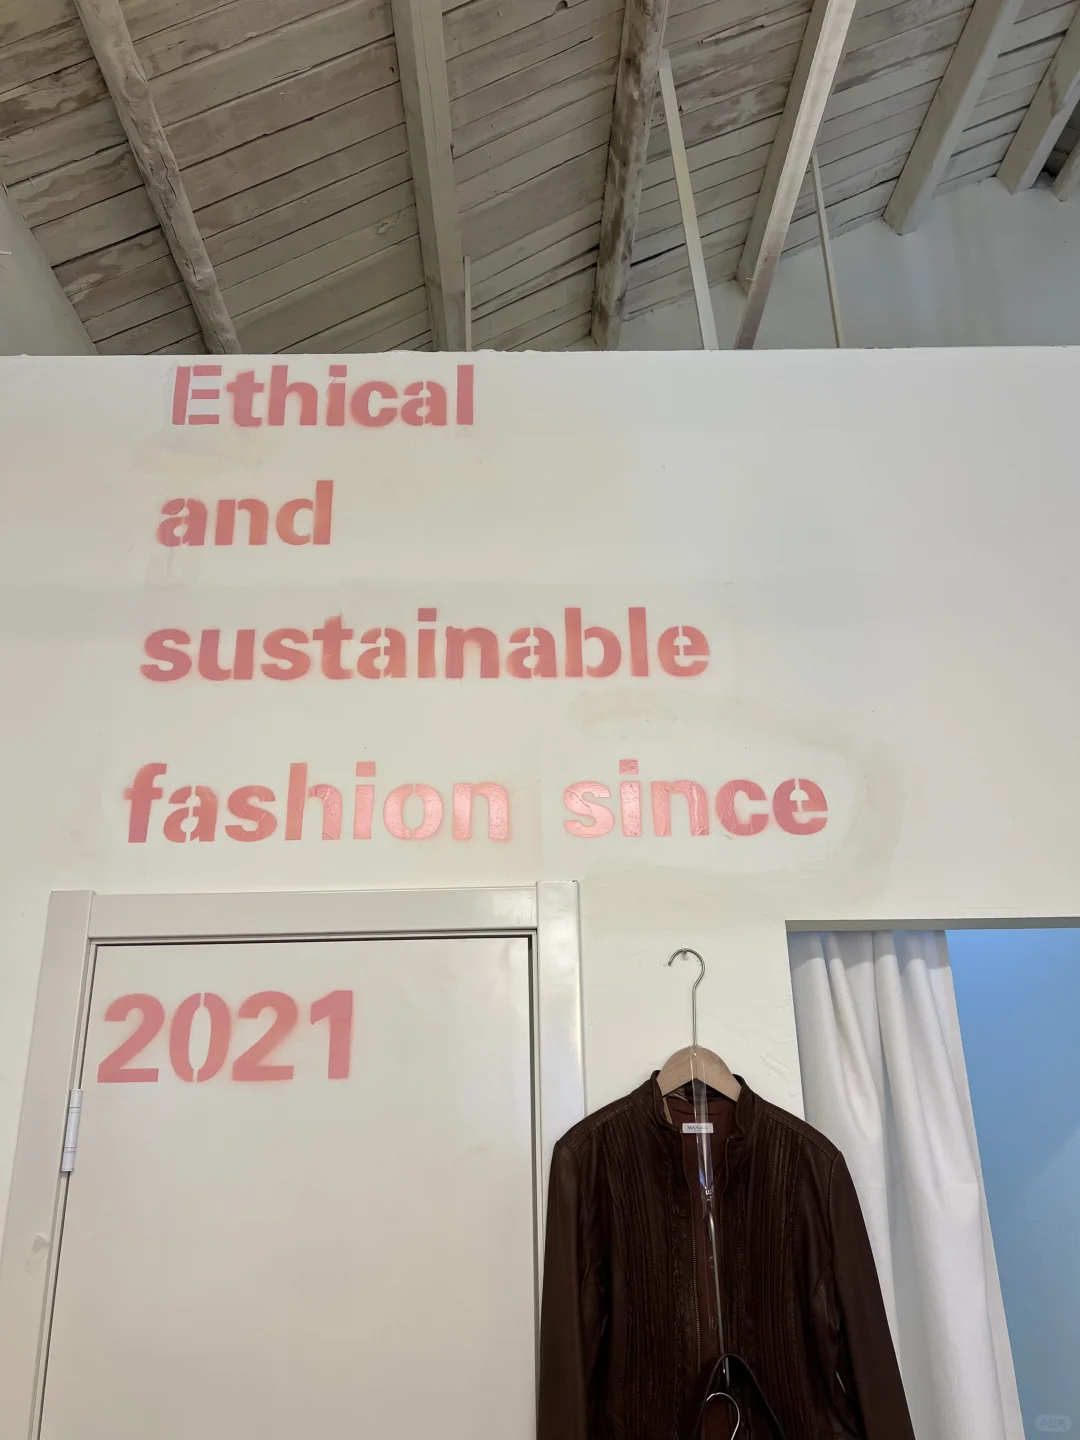 Ethical
and
sustainable
fashion since
2021